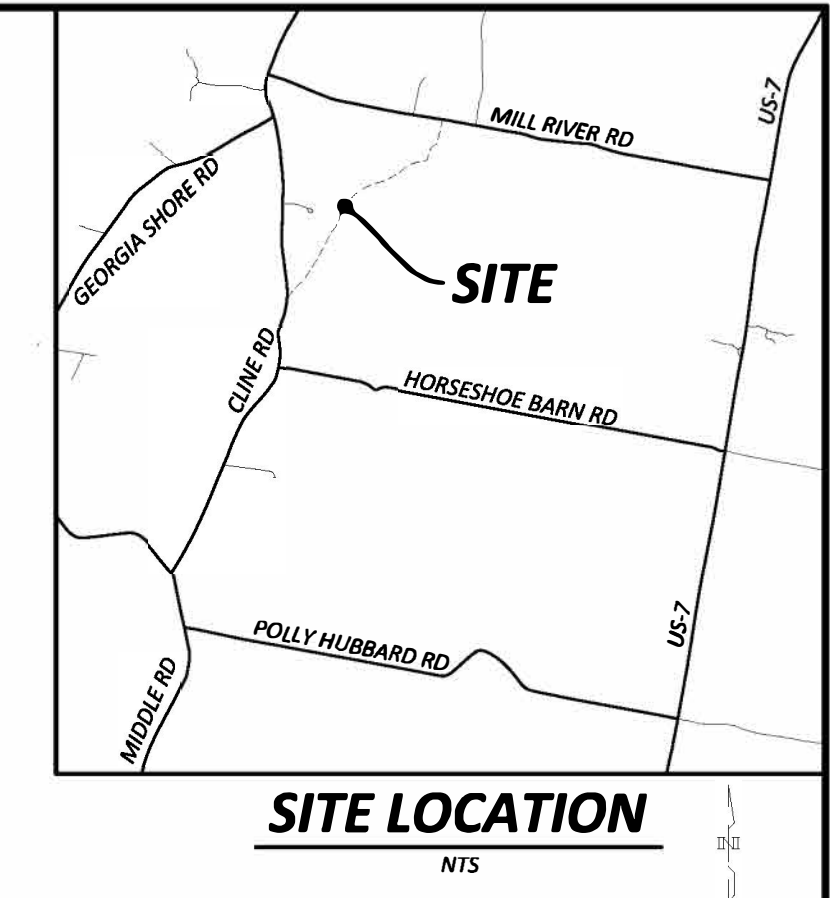 US-7
MILL RIVER RD
GEORGIA SHORE RD
SITE
CLINE RD
HORSESHOE BARN RD
US-7
POLLY HUBBARD RD
MIDDLE RD
SITE LOCATION
NTS
N